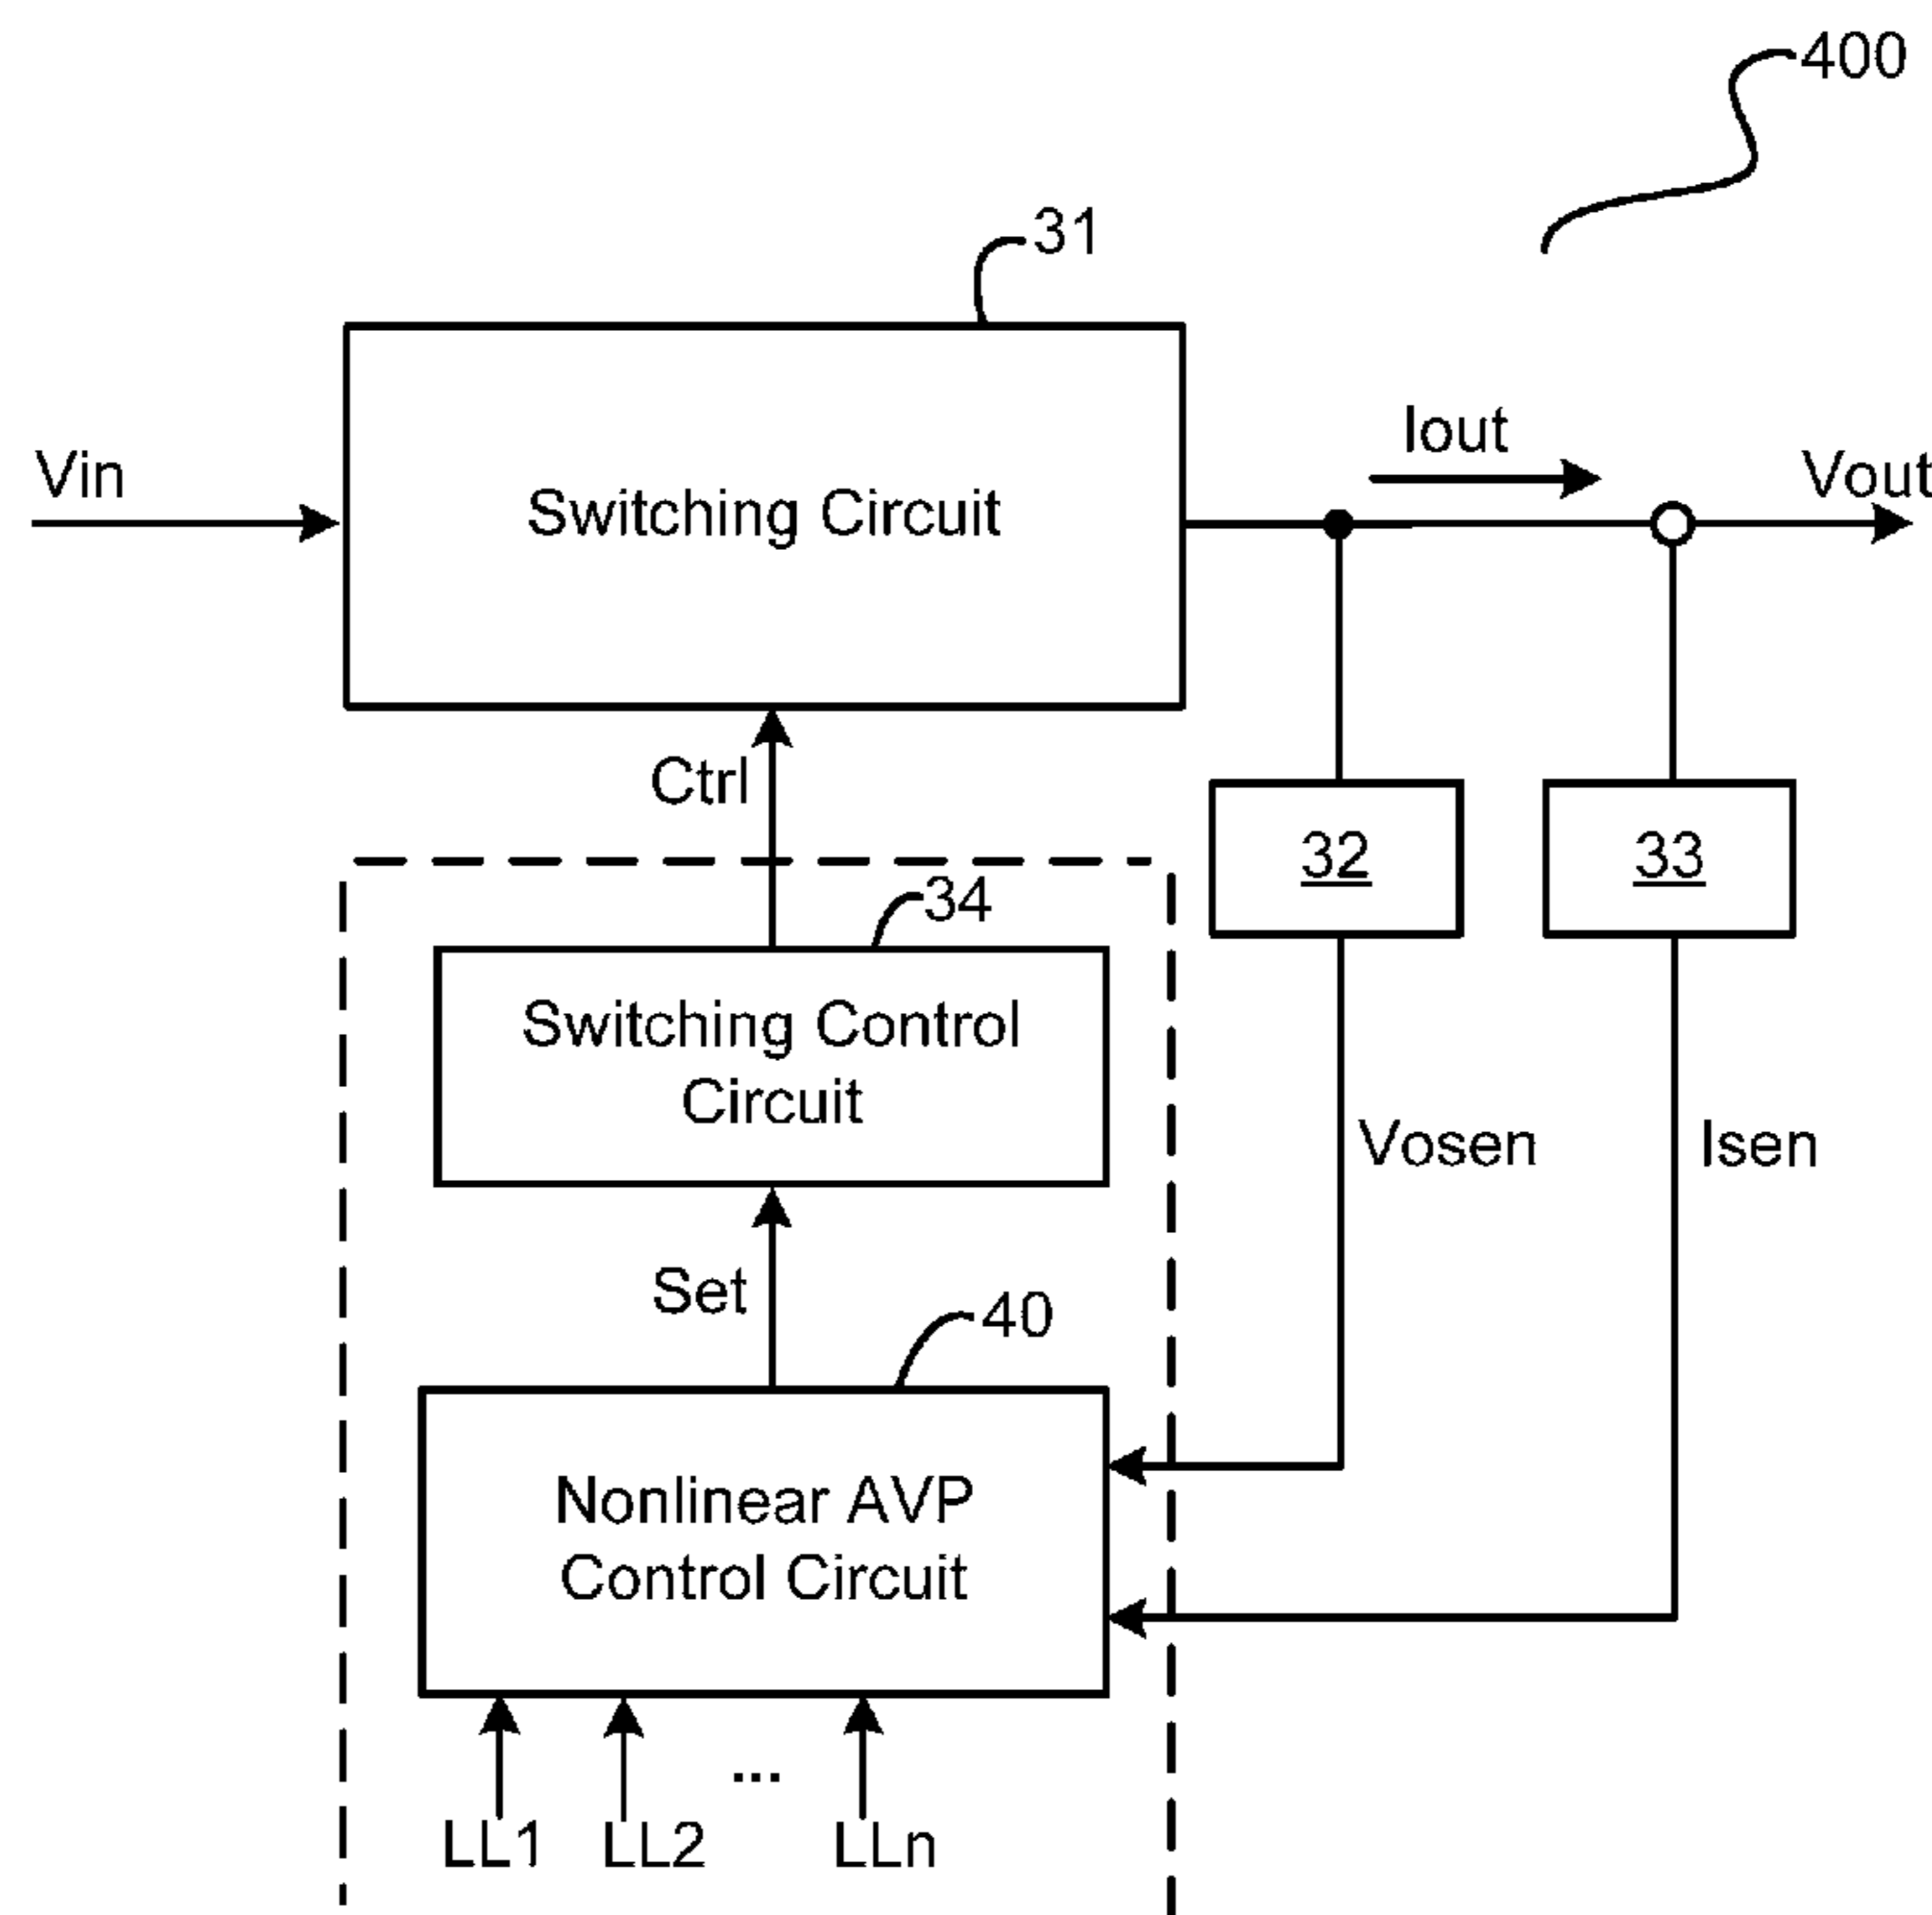 400
31
Iout
Vin
Vout
Switching Circuit
Ctrl
32
33
34
Switching Control
Circuit
Vosen
Isen
Set
40
Nonlinear AVP
Control Circuit
...
LL1
LL2
LLn